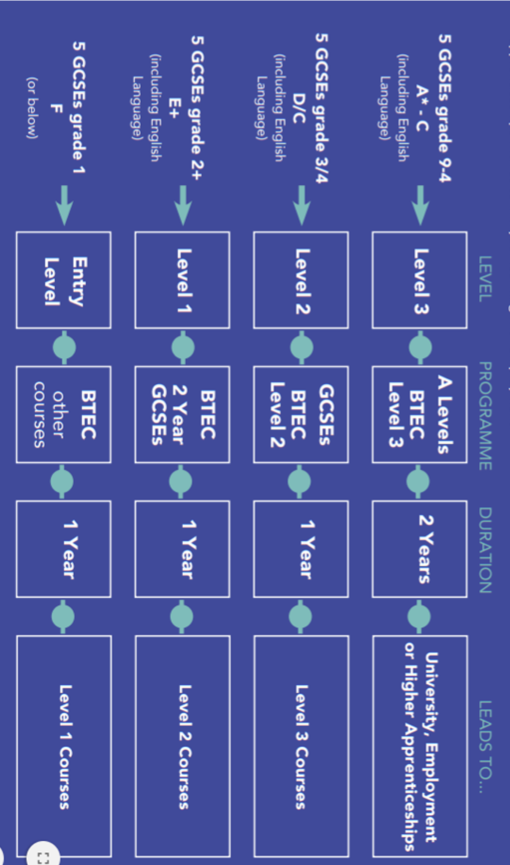 LEVEL
PROGRAMME
DURATION
LEADS TO...
5 GCSEs grade 9-4
A* - C
(including English
Language)
Level 3
A Levels
BTEC
Level 3
2 Years
University, Employment
or Higher Apprenticeships
5 GCSEs grade 3/4
D/C
(including English
Language)
Level 2
GCSEs
BTEC
Level 2
1 Year
Level 3 Courses
5 GCSEs grade 2+
E+
(including English
Language)
Level 1
BTEC
2 Year
GCSEs
1 Year
Level 2 Courses
5 GCSEs grade 1
F
(or below)
Entry
Level
BTEC
other
courses
1 Year
Level 1 Courses